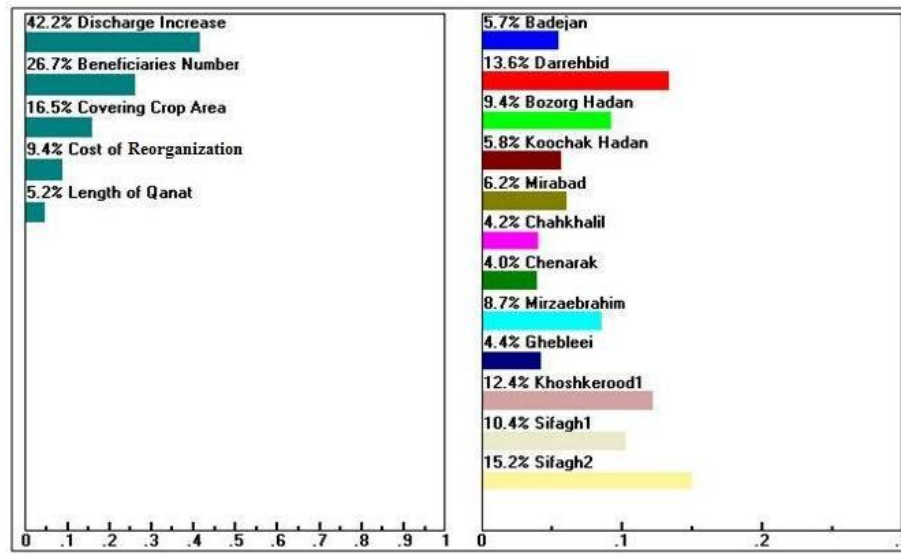 42.2% Discharge Increase
26.7% Beneficiaries Number
16.5% Covering Crop Area
9.4% Cost of Reorganization
5.2% Length of Qanat
0 .1 .2 .3 .4 .5 .6 .7 .8 .9 1
5.7% Badejan
13.6% Darrehbid
9.4% Bozorg Hadan
5.8% Koochak Hadan
6.2% Mirabad
4.2% Chahkhalil
4.0% Chenarak
8.7% Mirzaebrahim
4.4% Ghebleei
12.4% Khoshkerood1
10.4% Sifagh1
15.2% Sifagh2
0 .1 .2